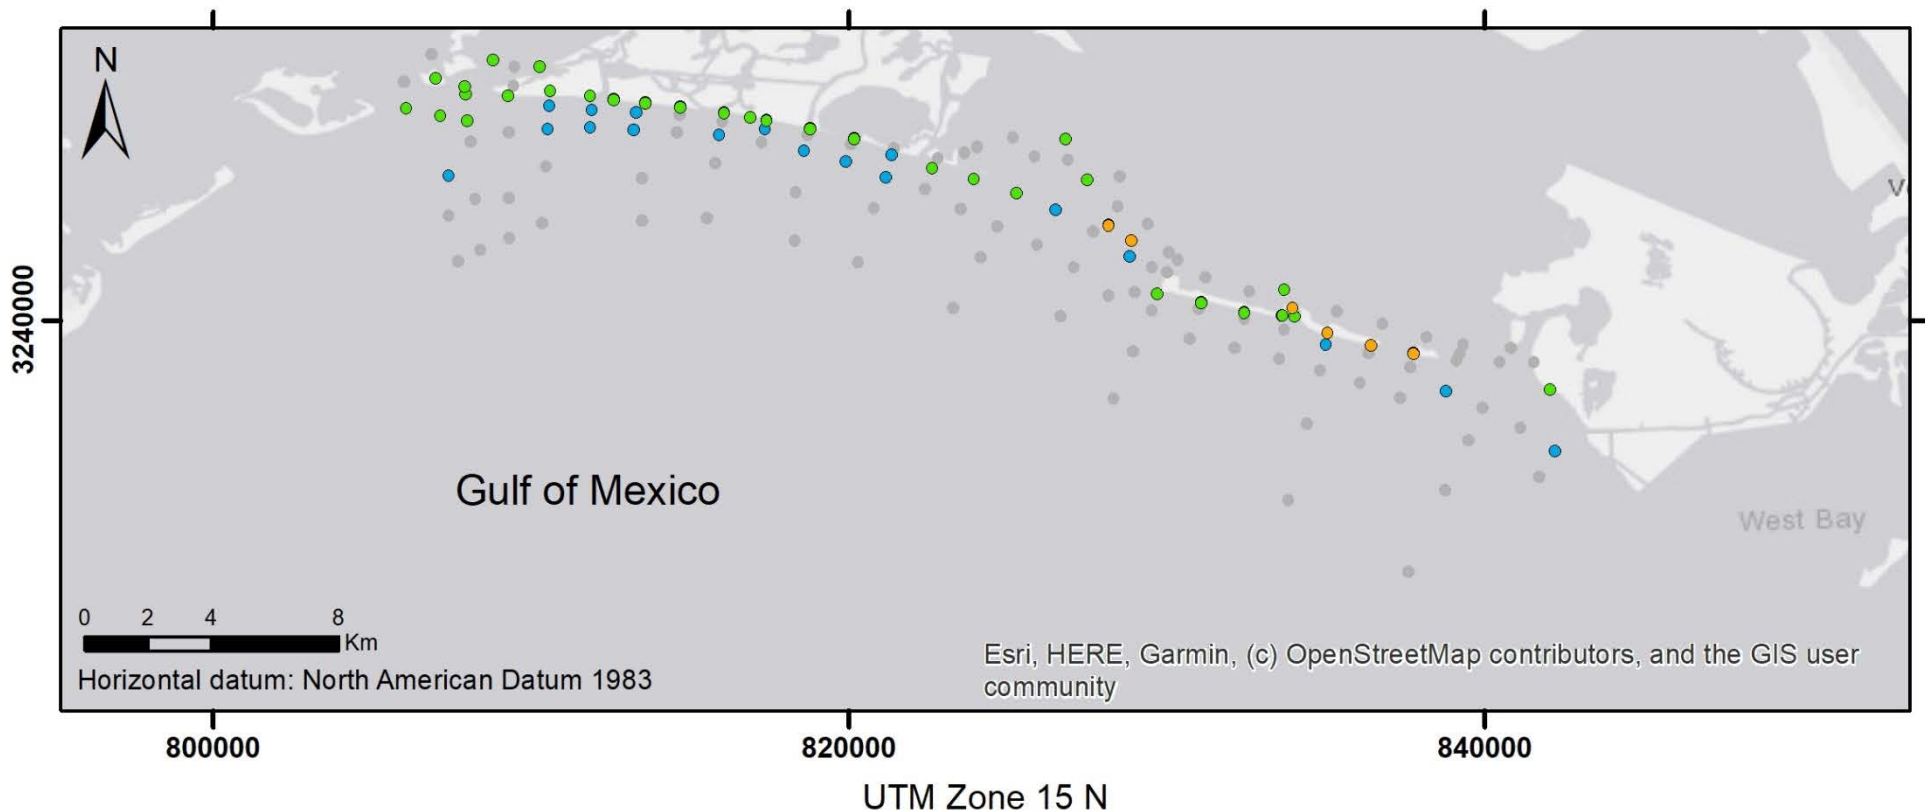 N
3240000
Gulf of Mexico
West Bay
0 2 4 8
Km
Horizontal datum: North American Datum 1983
Esri, HERE, Garmin, (c) OpenStreetMap contributors, and the GIS user
community
800000 820000 840000
UTM Zone 15 N